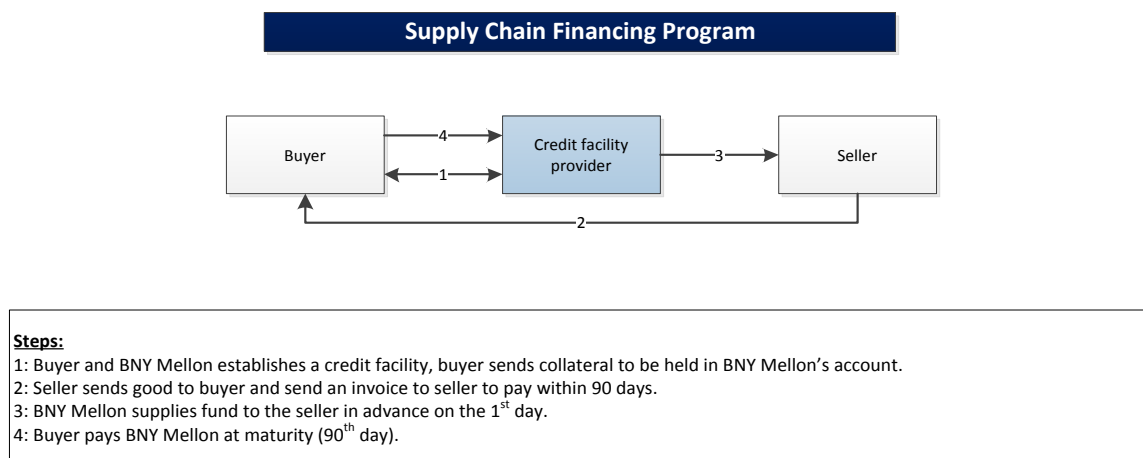 Supply Chain Financing Program
Buyer
4
1
Credit facility
provider
3
Seller
2
Steps:
1: Buyer and BNY Mellon establishes a credit facility, buyer sends collateral to be held in BNY Mellon’s account.
2: Seller sends good to buyer and send an invoice to seller to pay within 90 days.
3: BNY Mellon supplies fund to the seller in advance on the 1st day.
4: Buyer pays BNY Mellon at maturity (90th day).